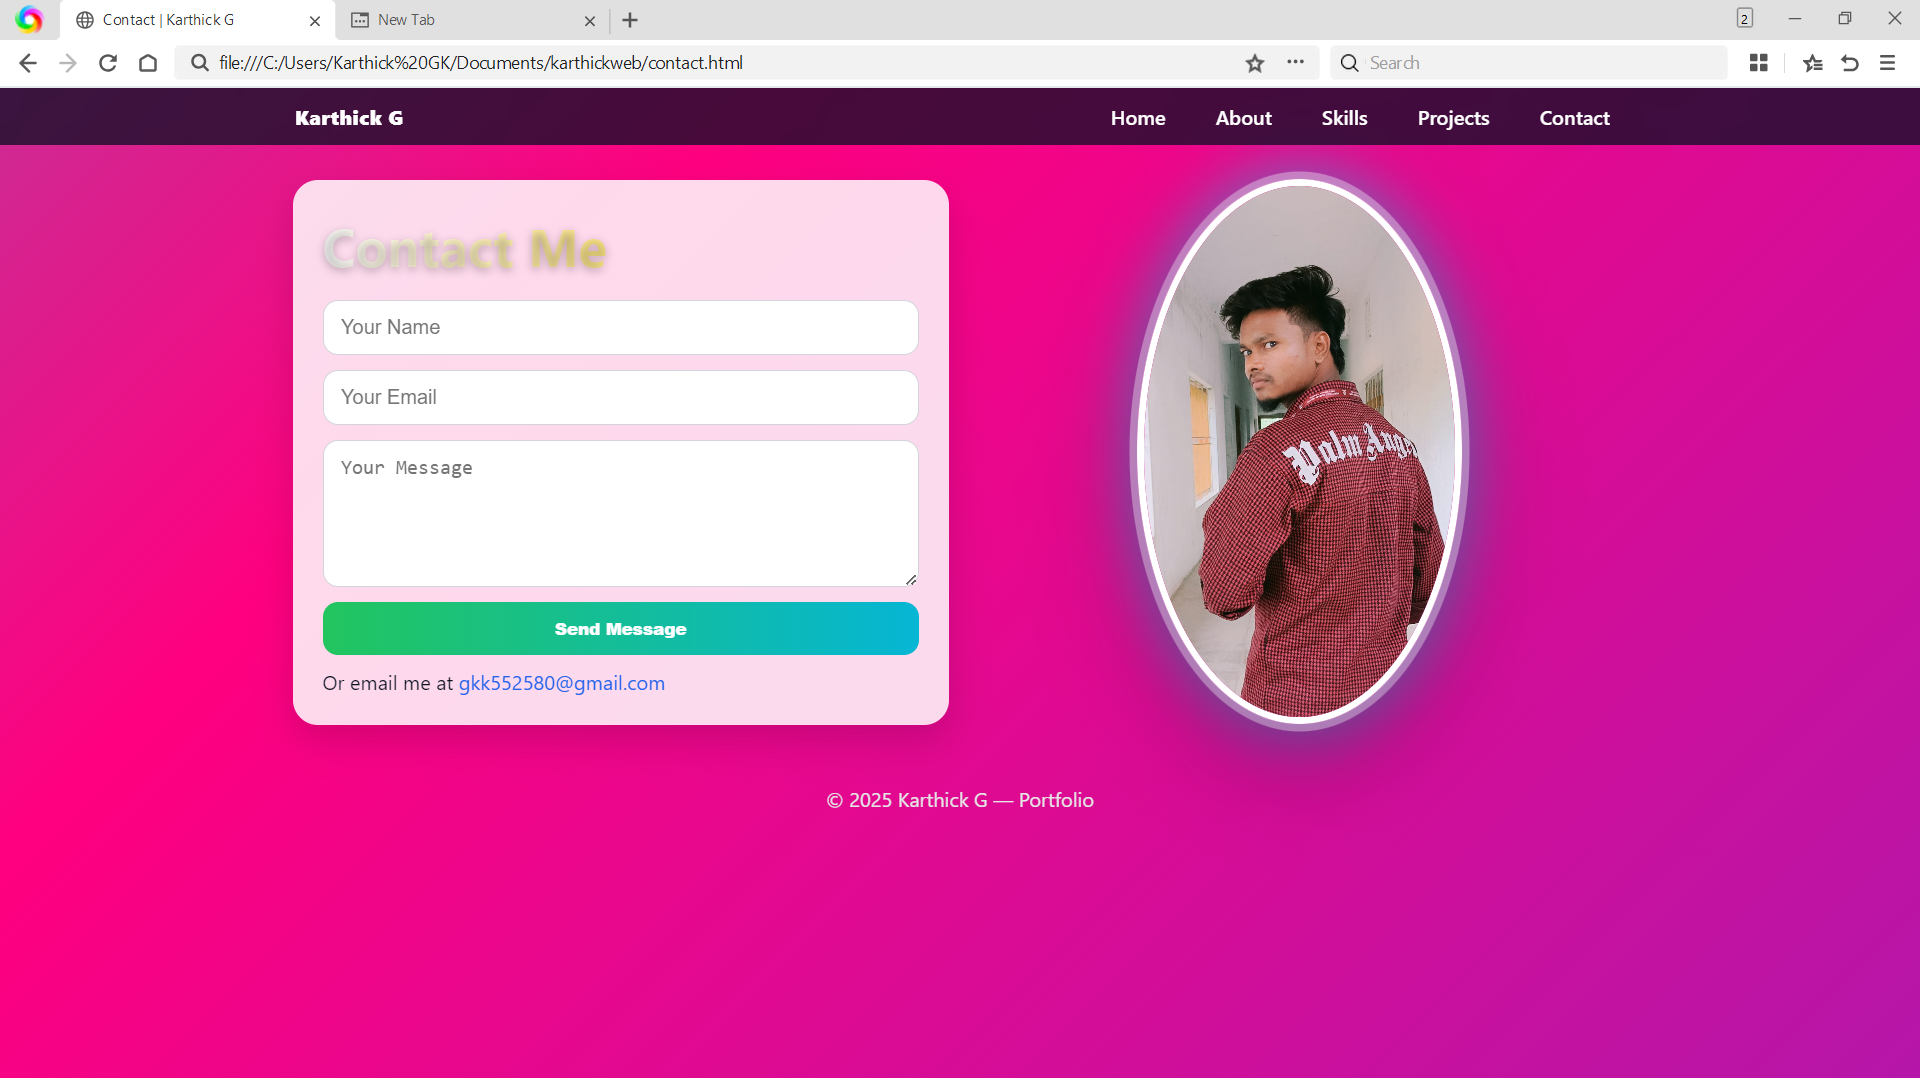 Contact | Karthick G
New Tab
2
file:///C:/Users/Karthick%20GK/Documents/karthickweb/contact.html
Search
Karthick G
Home
About
Skills
Projects
Contact
Contact Me
Your Name
Your Email
Your Message
Send Message
Or email me at gkk552580@gmail.com
Palm Angels
© 2025 Karthick G — Portfolio